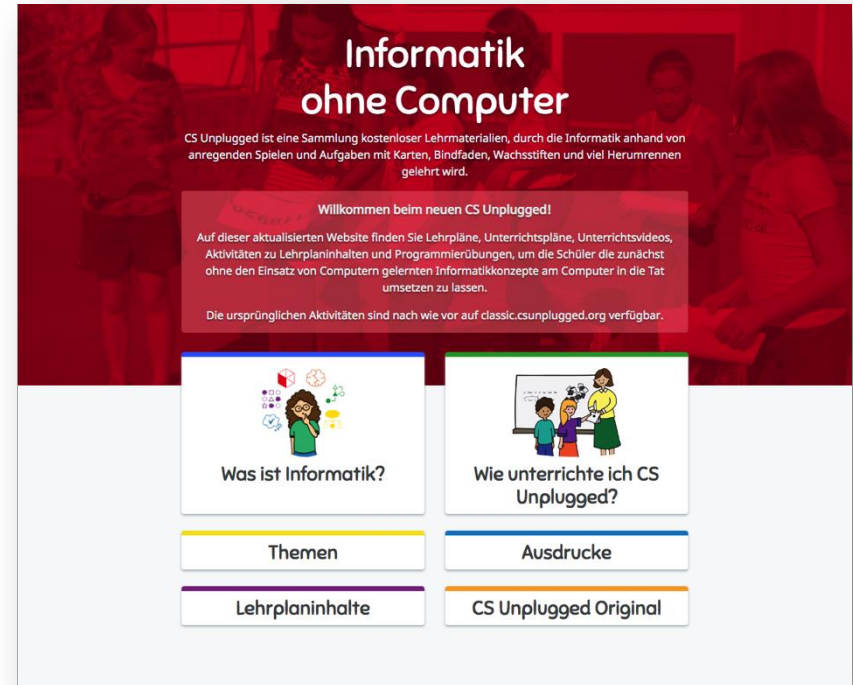 Informatik
ohne Computer
CS Unplugged ist eine Sammlung kostenloser Lehrmaterialien, durch die Informatik anhand von
anregenden Spielen und Aufgaben mit Karten, Bindfaden, Wachsstiften und viel Herumrennen
gelehrt wird.
Willkommen beim neuen CS Unplugged!
Auf dieser aktualisierten Website finden Sie Lehrpläne, Unterrichtspläne, Unterrichtsvideos,
Aktivitäten zu Lehrplaninhalten und Programmierübungen, um die Schüler die zunächst
ohne den Einsatz von Computern gelernten Informatikkonzepte am Computer in die Tat
umsetzen zu lassen.
Die ursprünglichen Aktivitäten sind nach wie vor auf classic.csunplugged.org verfügbar.
Was ist Informatik?
Wie unterrichte ich CS
Unplugged?
Themen
Ausdrucke
Lehrplaninhalte
CS Unplugged Original